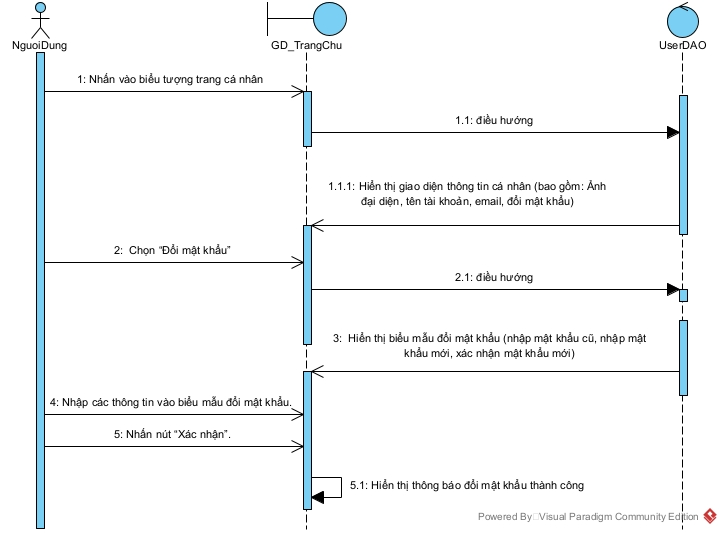 NguoiDung
GD_TrangChu
UserDAO
1: Nhấn vào biểu tượng trang cá nhân
1.1: điều hướng
1.1.1: Hiển thị giao diện thông tin cá nhân (bao gồm: Ảnh
đại diện, tên tài khoản, email, đổi mật khẩu)
2:  Chọn “Đổi mật khẩu”
2.1: điều hướng
3:  Hiển thị biểu mẫu đổi mật khẩu (nhập mật khẩu cũ, nhập mật
khẩu mới, xác nhận mật khẩu mới)
4: Nhập các thông tin vào biểu mẫu đổi mật khẩu.
5: Nhấn nút “Xác nhận”.
5.1: Hiển thị thông báo đổi mật khẩu thành công
Powered By Visual Paradigm Community Edition